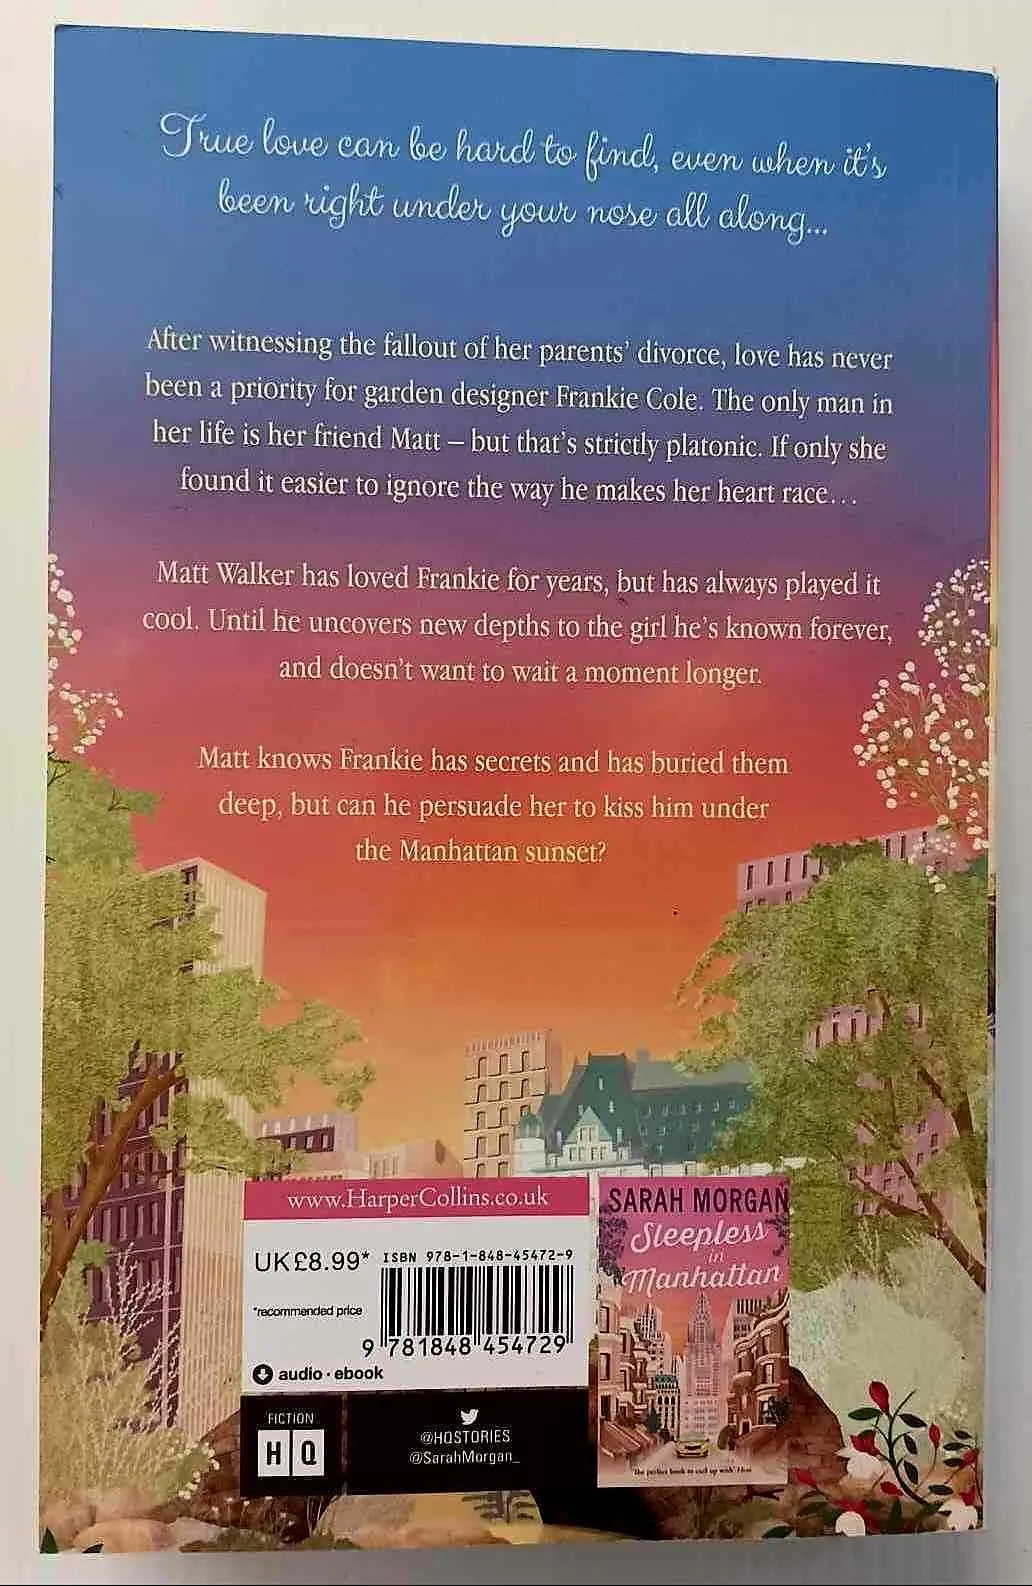 True love can be hard to find, even when it's
been right under your nose all along...
After witnessing the fallout of her parents' divorce, love has never
been a priority for garden designer Frankie Cole. The only man in
her life is her friend Matt – but that's strictly platonic. If only she
found it easier to ignore the way he makes her heart race...
Matt Walker has loved Frankie for years, but has always played it
cool. Until he uncovers new depths to the girl he's known forever,
and doesn't want to wait a moment longer.
Matt knows Frankie has secrets and has buried them
deep, but can he persuade her to kiss him under
the Manhattan sunset?
www.HarperCollins.co.uk
UK £8.99*
*recommended price
ISBN 978-1-848-45472-9
9 781848 454729
audio · ebook
FICTION
HQ
@HQSTORIES
@SarahMorgan_
SARAH MORGAN
Sleepless
in
Manhattan